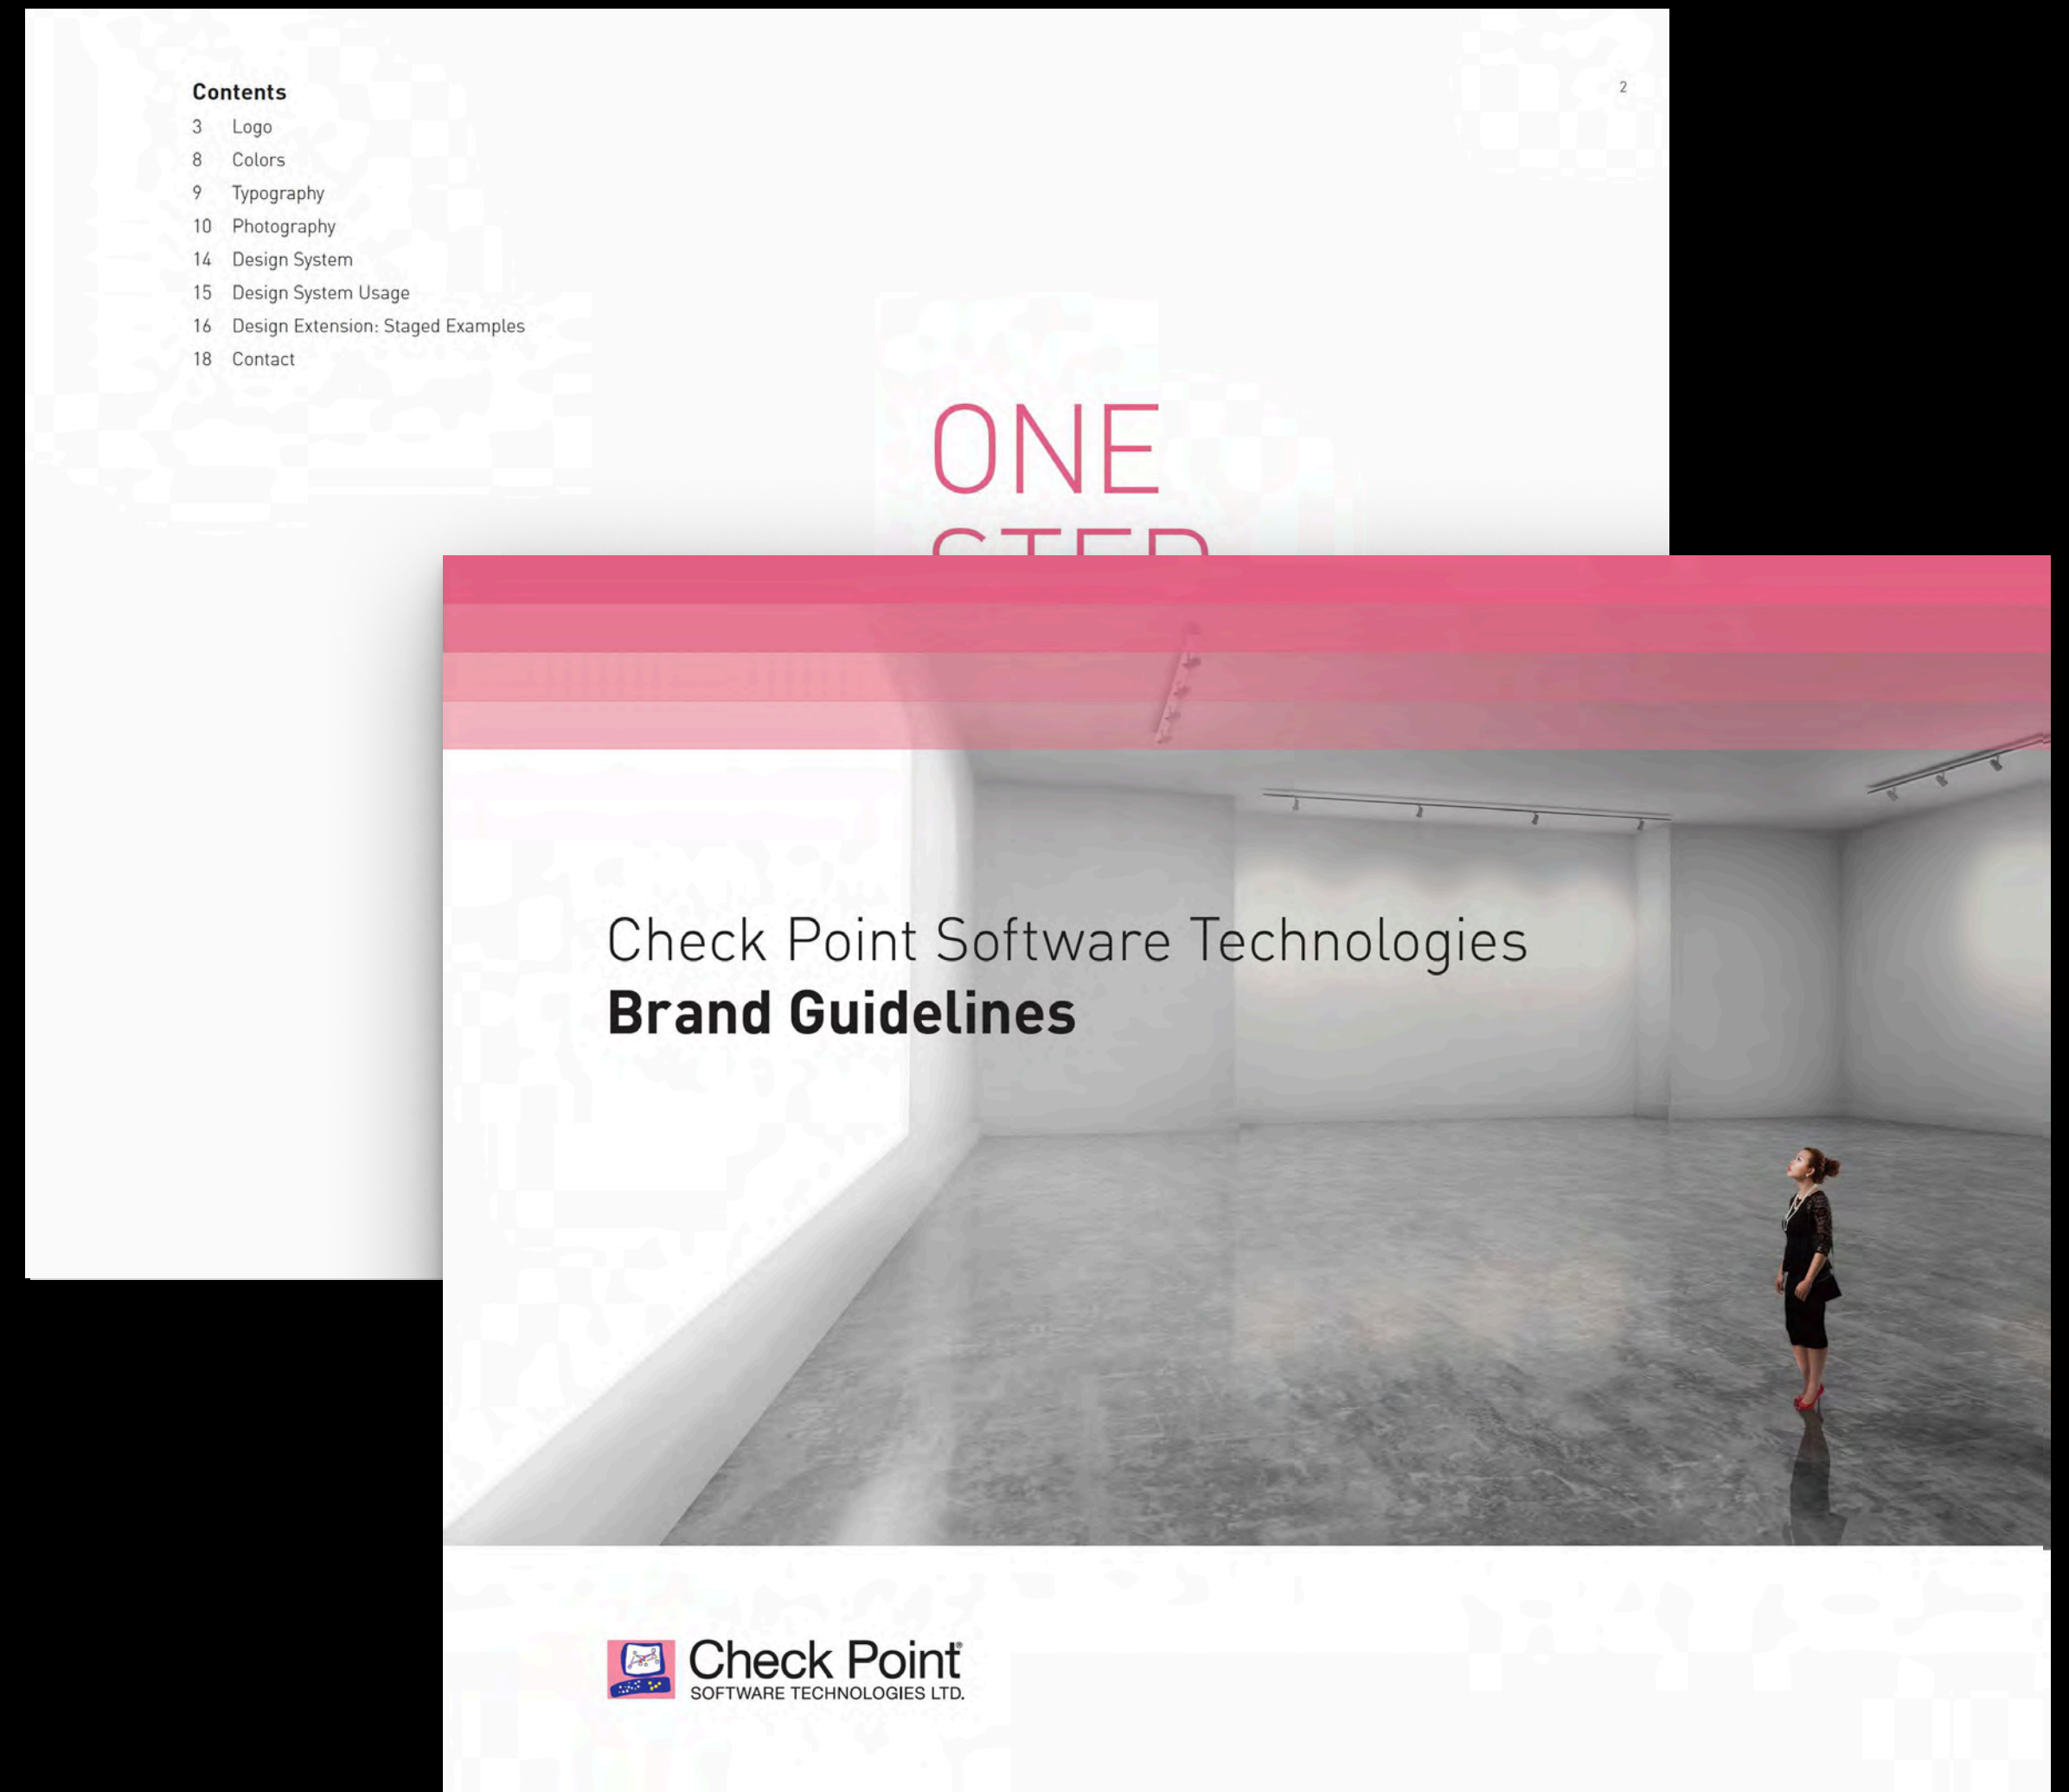 Contents
2
3 Logo
8 Colors
9 Typography
10 Photography
14 Design System
15 Design System Usage
16 Design Extension: Staged Examples
18 Contact
ONE
Check Point Software Technologies
Brand Guidelines
Check Point®
SOFTWARE TECHNOLOGIES LTD.